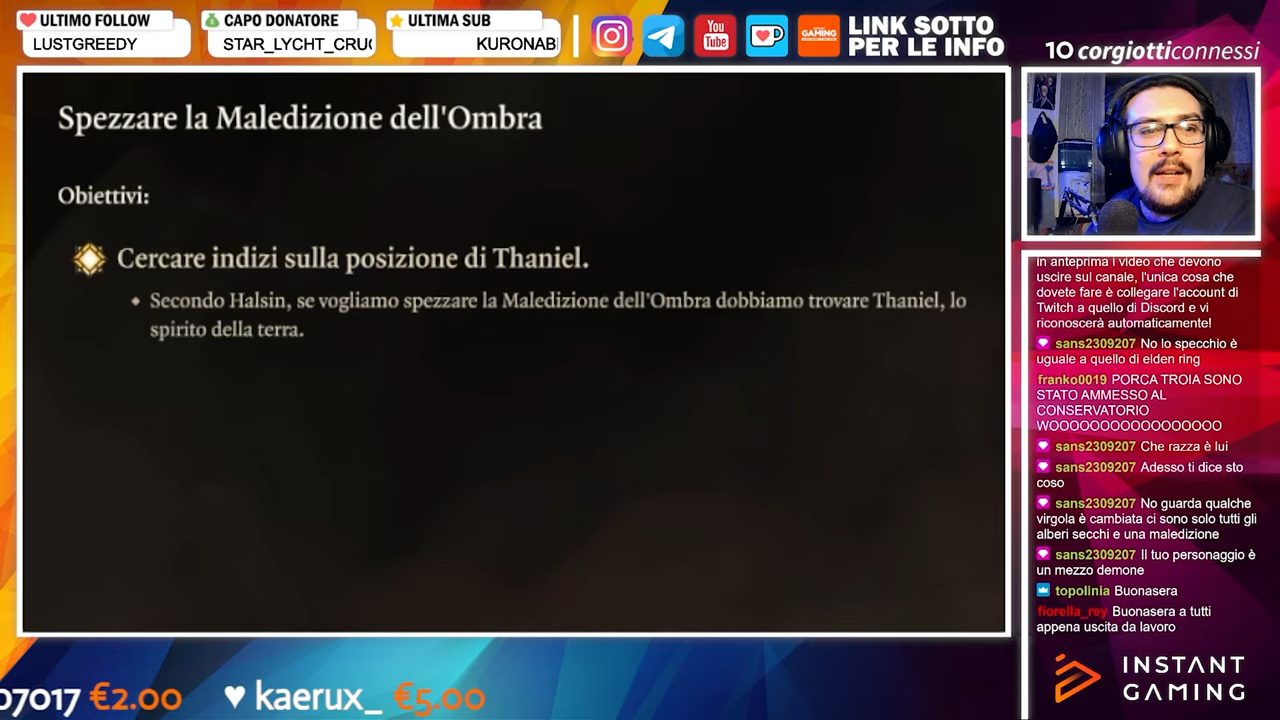 ULTIMO FOLLOW
LUSTGREEDY
CAPO DONATORE
STAR_LYCHT_CRU
ULTIMA SUB
KURONAB
You
Tube
GAMING
LINK SOTTO
PER LE INFO
10 corgiotticonnessi
Spezzare la Maledizione dell'Ombra
Obiettivi:
Cercare indizi sulla posizione di Thaniel.
Secondo Halsin, se vogliamo spezzare la Maledizione dell'Ombra dobbiamo trovare Thaniel, lo
spirito della terra.
in anteprima i video che devono
uscire sul canale, l'unica cosa che
dovete fare è collegare l'account di
Twitch a quello di Discord e vi
riconoscerà automaticamente!
sans2309207 No lo specchio è
uguale a quello di elden ring
franko0019 PORCA TROIA SONO
STATO AMMESSO AL
CONSERVATORIO
WOOOOOOOOOOOOOOOOO
sans2309207 Che razza è lui
sans2309207 Adesso ti dice sto
coso
sans2309207 No guarda qualche
virgola è cambiata ci sono solo tutti gli
alberi secchi e una maledizione
sans2309207 Il tuo personaggio è
un mezzo demone
topolinia Buonasera
fiorella_rey Buonasera a tutti
appena uscita da lavoro
INSTANT
GAMING
07017 €2.00 ♥ kaerux_ €5.00